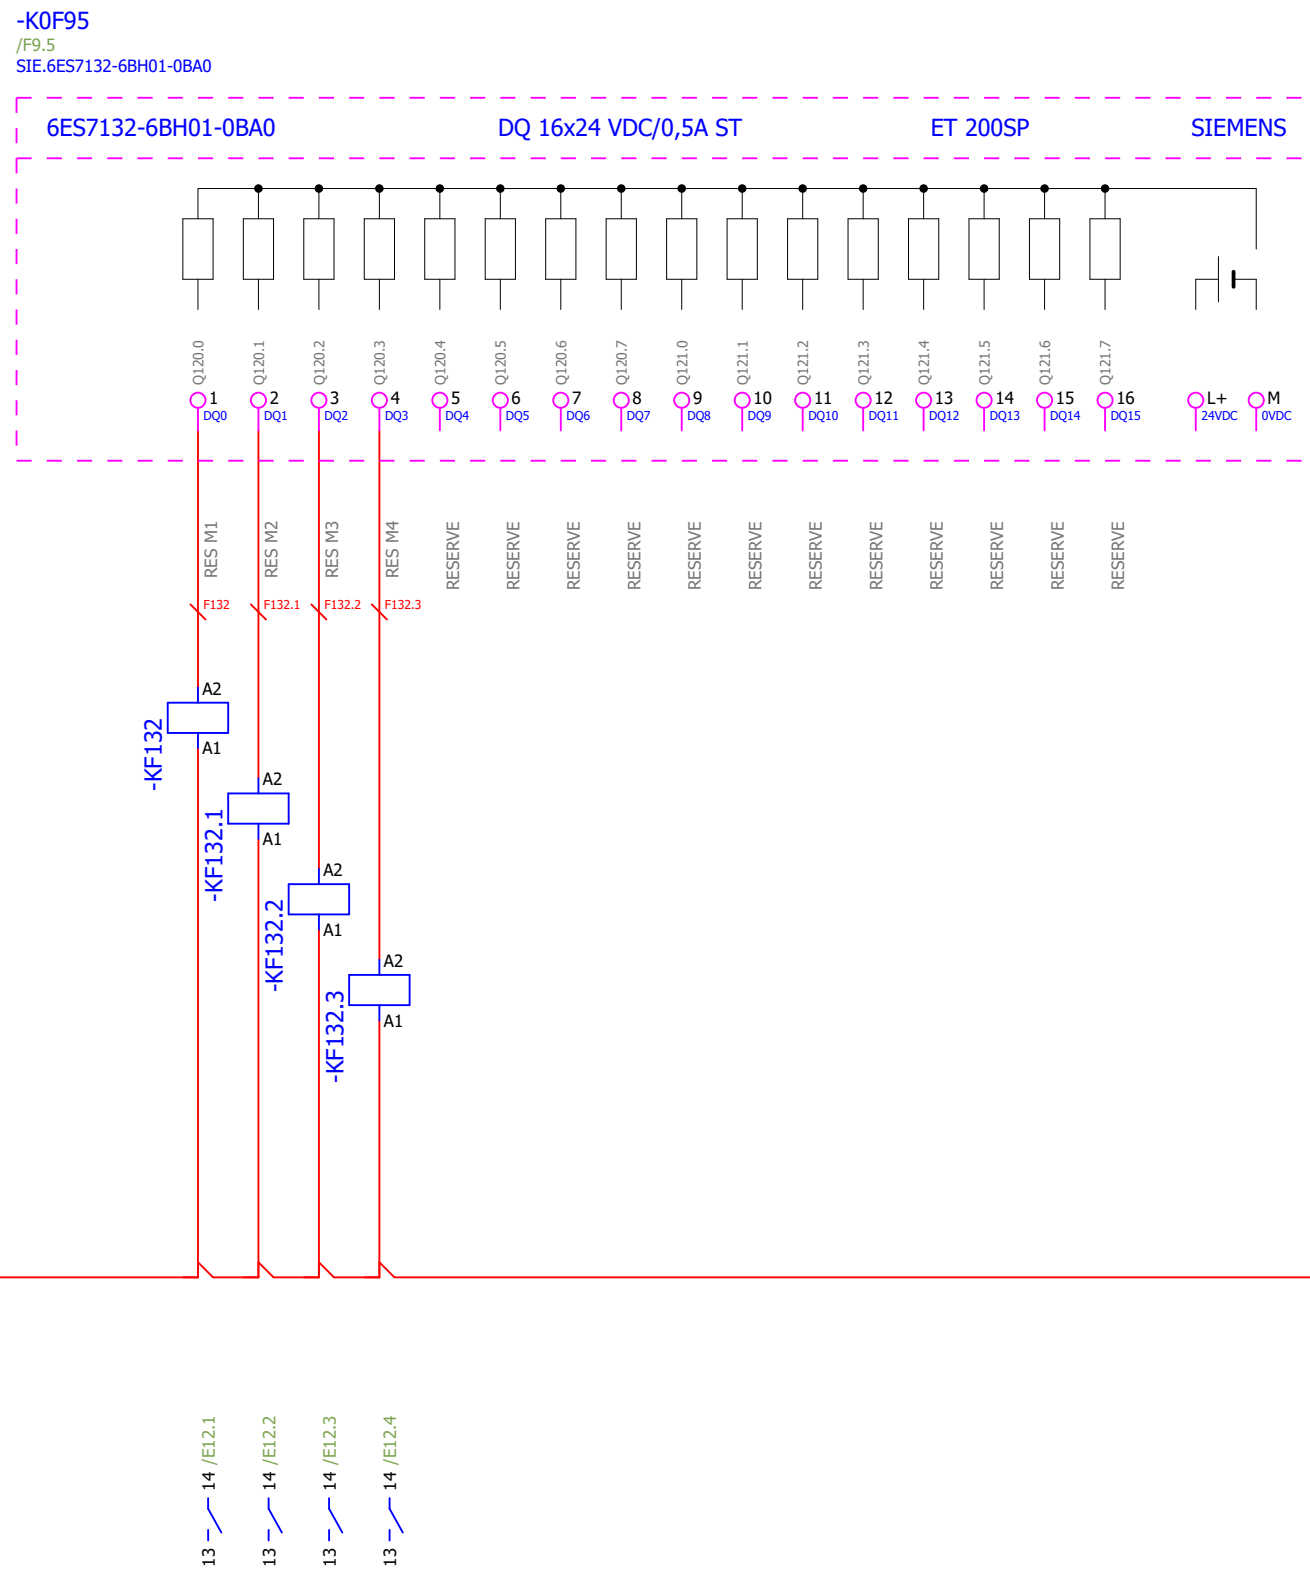 -K0F95
/F9.5
SIE.6ES7132-6BH01-0BA0
6ES7132-6BH01-0BA0 DQ 16x24 VDC/0,5A ST ET 200SP SIEMENS
Q120.0 Q120.1 Q120.2 Q120.3 Q120.4 Q120.5 Q120.6 Q120.7 Q121.0 Q121.1 Q121.2 Q121.3 Q121.4 Q121.5 Q121.6 Q121.7
1 2 3 4 5 6 7 8 9 10 11 12 13 14 15 16 L+ M
DQ0 DQ1 DQ2 DQ3 DQ4 DQ5 DQ6 DQ7 DQ8 DQ9 DQ10 DQ11 DQ12 DQ13 DQ14 DQ15 24VDC 0VDC
RES M1 RES M2 RES M3 RES M4 RESERVE RESERVE RESERVE RESERVE RESERVE RESERVE RESERVE RESERVE RESERVE RESERVE RESERVE RESERVE
F132 F132.1 F132.2 F132.3
A2
-KF132
A1
A2
-KF132.1
A1
A2
-KF132.2
A1
A2
-KF132.3
A1
13 14 /E12.1
13 14 /E12.2
13 14 /E12.3
13 14 /E12.4